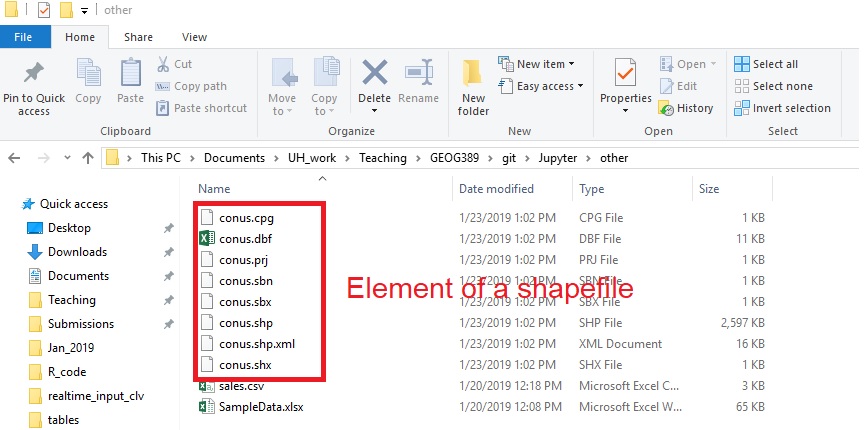 other
File Home Share View
Pin to Quick access
Copy
Paste
Cut
Copy path
Paste shortcut
Clipboard
Move to
Copy to
Delete
Rename
Organize
New folder
New item
Easy access
New
Properties
Open
Edit
History
Open
Select all
Select none
Invert selection
Select
This PC Documents UH_work Teaching GEOG389 git Jupyter other
Quick access
Desktop
Downloads
Documents
Teaching
Submissions
Jan_2019
R_code
realtime_input_clv
tables
Name Date modified Type Size
conus.cpg 1/23/2019 1:02 PM CPG File 1 KB
conus.dbf 1/23/2019 1:02 PM DBF File 11 KB
conus.prj 1/23/2019 1:02 PM PRJ File 1 KB
conus.sbn 1/23/2019 1:02 PM SBN File 1 KB
conus.sbx 1/23/2019 1:02 PM SBX File 1 KB
conus.shp 1/23/2019 1:02 PM SHP File 2,597 KB
conus.shp.xml 1/23/2019 1:02 PM XML Document 16 KB
conus.shx 1/23/2019 1:02 PM SHX File 1 KB
sales.csv 1/20/2019 12:18 PM Microsoft Excel C... 3 KB
SampleData.xlsx 1/20/2019 12:08 PM Microsoft Excel W... 65 KB
Element of a shapefile